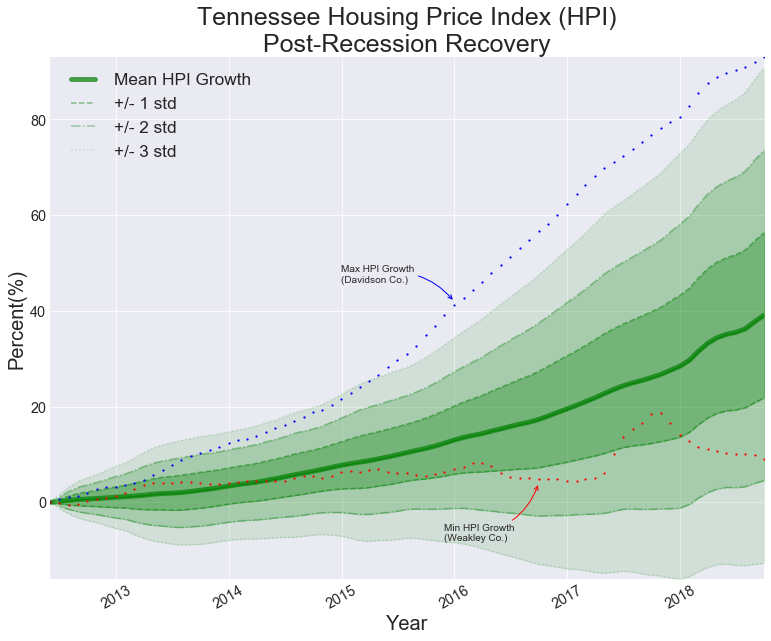 Tennessee Housing Price Index (HPI)
Post-Recession Recovery
Mean HPI Growth
+/- 1 std
+/- 2 std
+/- 3 std
80
60
40
20
0
Percent(%)
Max HPI Growth
(Davidson Co.)
Min HPI Growth
(Weakley Co.)
2013
2014
2015
2016
2017
2018
Year